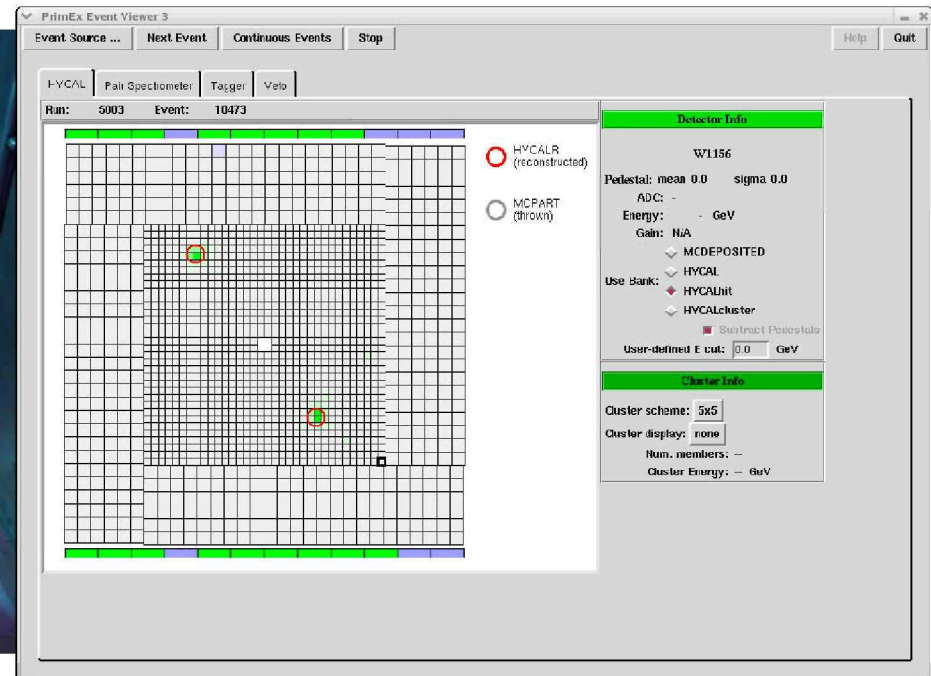 PrimEx Event Viewer 3
Event Source ... Next Event Continuous Events Stop Help Quit
HYCAL Pair Spectrometer Tagger Veto
Run: 5003 Event: 10473
HYCALR
(reconstructed)
MCPART
(thrown)
Detector Info
W1156
Pedestal: mean 0.0 sigma 0.0
ADC: -
Energy: - GeV
Gain: N/A
Use Bank:
MCDEPOSITED
HYCAL
HYCALhit
HYCALcluster
Subtract Pedestals
User-defined E cut: 0.0 GeV
Cluster Info
Cluster scheme: 5x5
Cluster display: none
Num. members: --
Cluster Energy: -- GeV